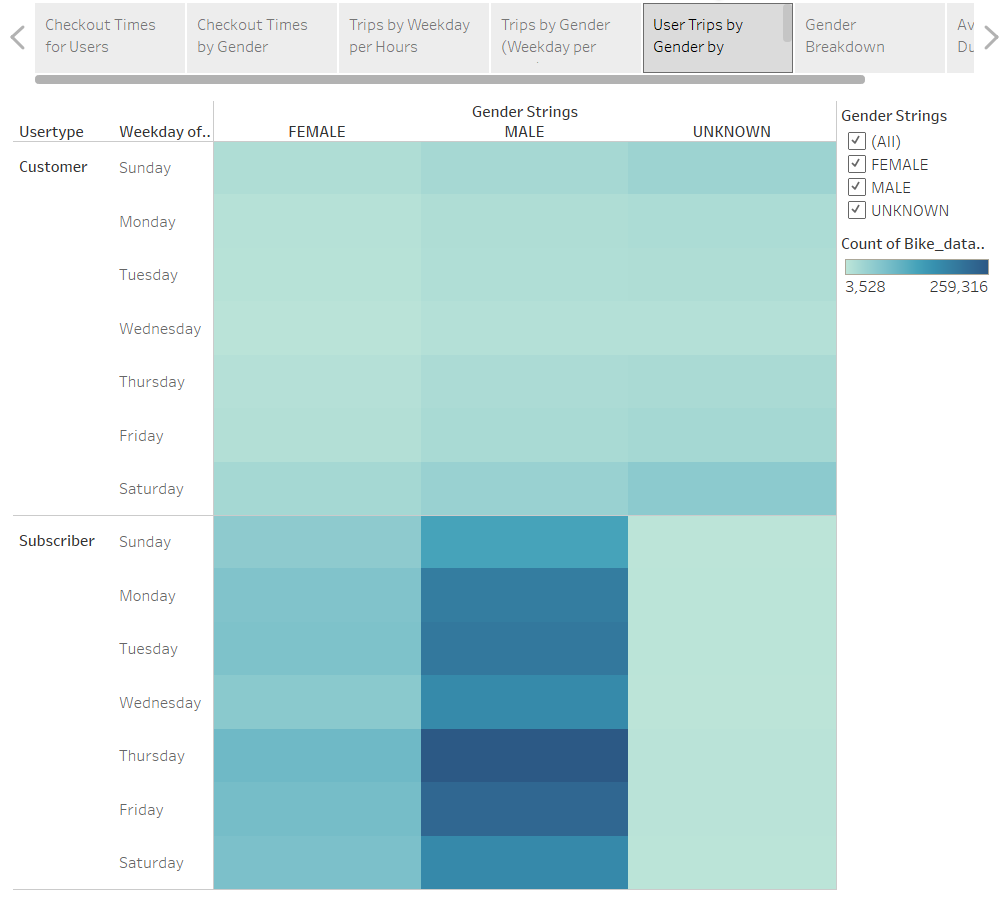 Checkout Times
for Users
Checkout Times
by Gender
Trips by Weekday
per Hours
Trips by Gender
(Weekday per
User Trips by
Gender by
Gender
Breakdown
Av
Du
Gender Strings
Usertype
Weekday of..
FEMALE
MALE
UNKNOWN
Customer
Sunday
Monday
Tuesday
Wednesday
Thursday
Friday
Saturday
Subscriber
Sunday
Monday
Tuesday
Wednesday
Thursday
Friday
Saturday
Gender Strings
(All)
FEMALE
MALE
UNKNOWN
Count of Bike_data..
3,528
259,316